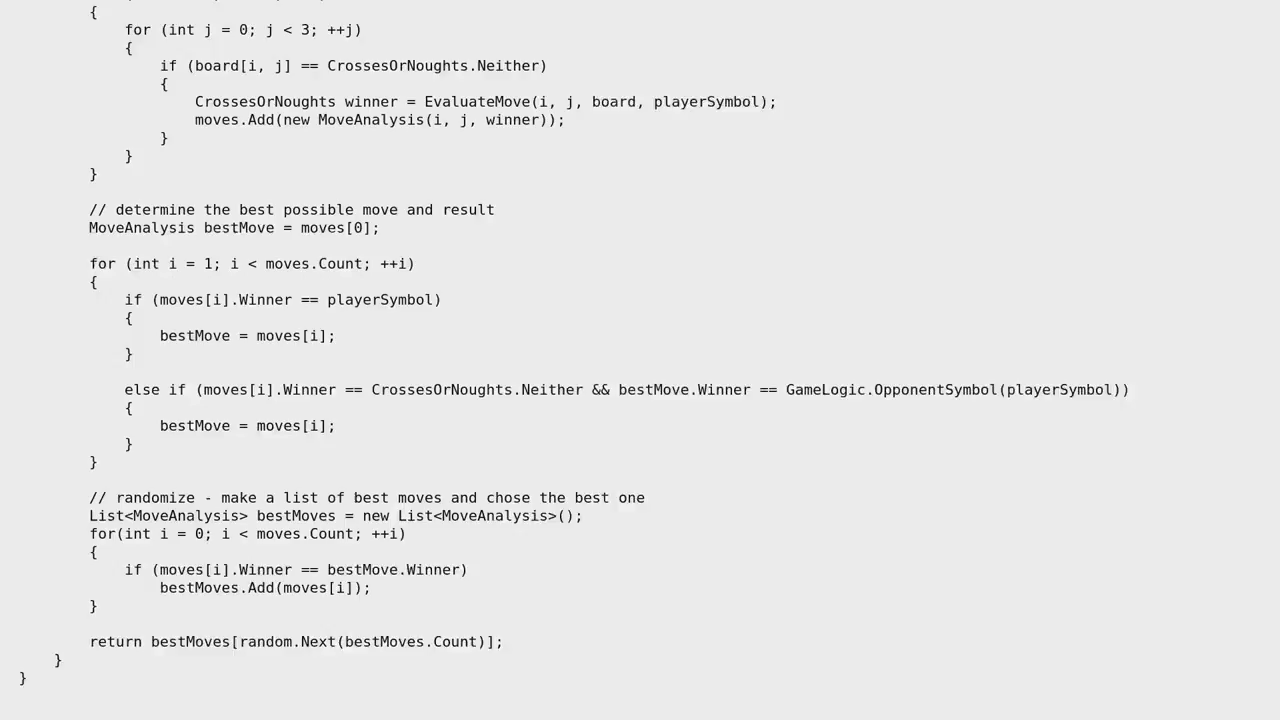 {
for (int j = 0; j < 3; ++j)
{
if (board[i, j] == CrossesOrNoughts.Neither)
{
CrossesOrNoughts winner = EvaluateMove(i, j, board, playerSymbol);
moves.Add(new MoveAnalysis(i, j, winner));
}
}
}
// determine the best possible move and result
MoveAnalysis bestMove = moves[0];
for (int i = 1; i < moves.Count; ++i)
{
if (moves[i].Winner == playerSymbol)
{
bestMove = moves[i];
}
else if (moves[i].Winner == CrossesOrNoughts.Neither && bestMove.Winner == GameLogic.OpponentSymbol(playerSymbol))
{
bestMove = moves[i];
}
}
// randomize - make a list of best moves and chose the best one
List<MoveAnalysis> bestMoves = new List<MoveAnalysis>();
for(int i = 0; i < moves.Count; ++i)
{
if (moves[i].Winner == bestMove.Winner)
bestMoves.Add(moves[i]);
}
return bestMoves[random.Next(bestMoves.Count)];
}
}